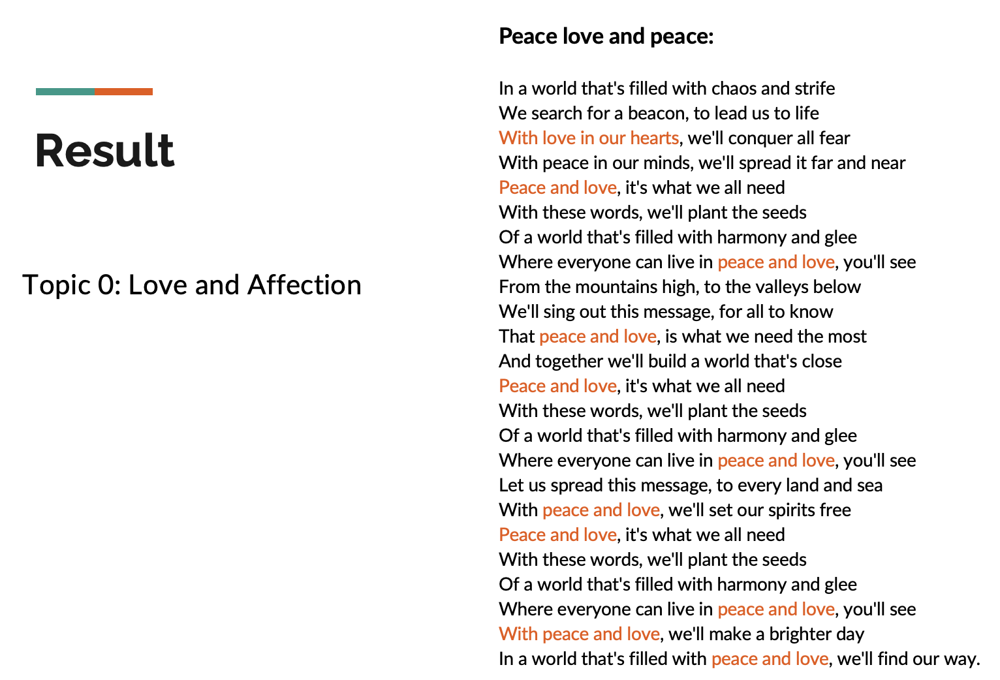 Result
Topic 0: Love and Affection
Peace love and peace:
In a world that's filled with chaos and strife
We search for a beacon, to lead us to life
With love in our hearts, we'll conquer all fear
With peace in our minds, we'll spread it far and near
Peace and love, it's what we all need
With these words, we'll plant the seeds
Of a world that's filled with harmony and glee
Where everyone can live in peace and love, you'll see
From the mountains high, to the valleys below
We'll sing out this message, for all to know
That peace and love, is what we need the most
And together we'll build a world that's close
Peace and love, it's what we all need
With these words, we'll plant the seeds
Of a world that's filled with harmony and glee
Where everyone can live in peace and love, you'll see
Let us spread this message, to every land and sea
With peace and love, we'll set our spirits free
Peace and love, it's what we all need
With these words, we'll plant the seeds
Of a world that's filled with harmony and glee
Where everyone can live in peace and love, you'll see
With peace and love, we'll make a brighter day
In a world that's filled with peace and love, we'll find our way.